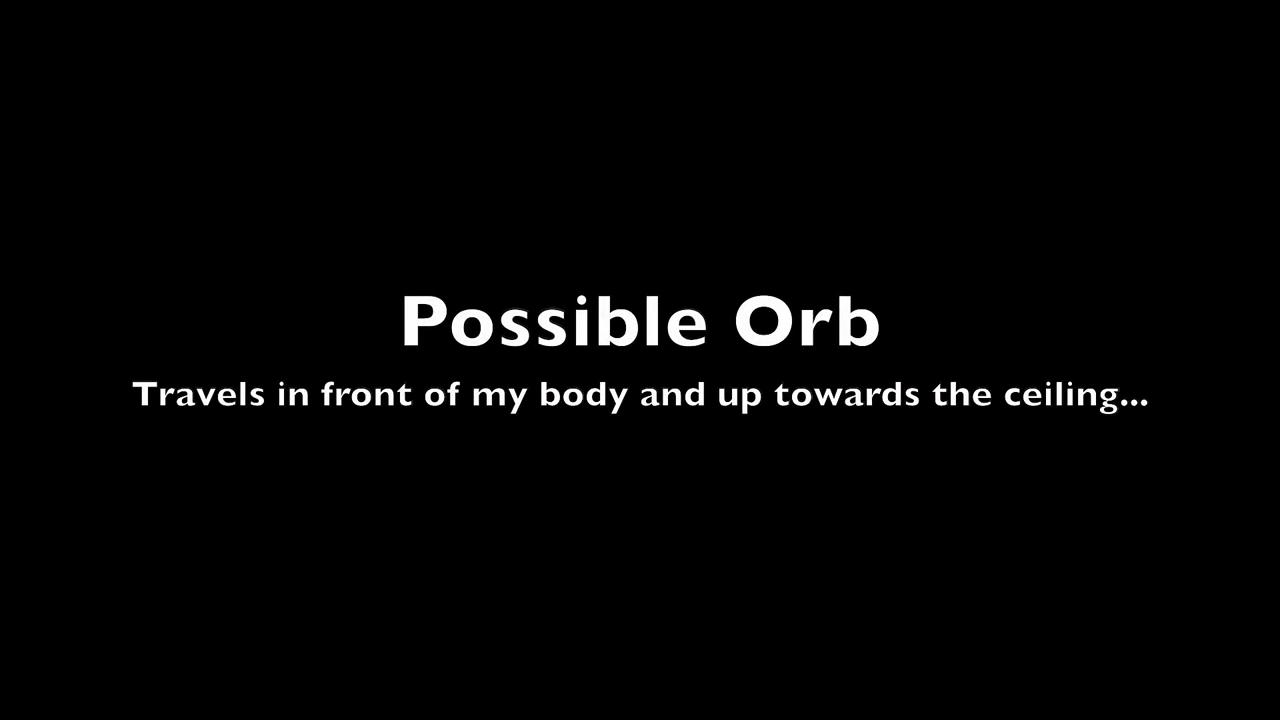 Possible Orb
Travels in front of my body and up towards the ceiling...